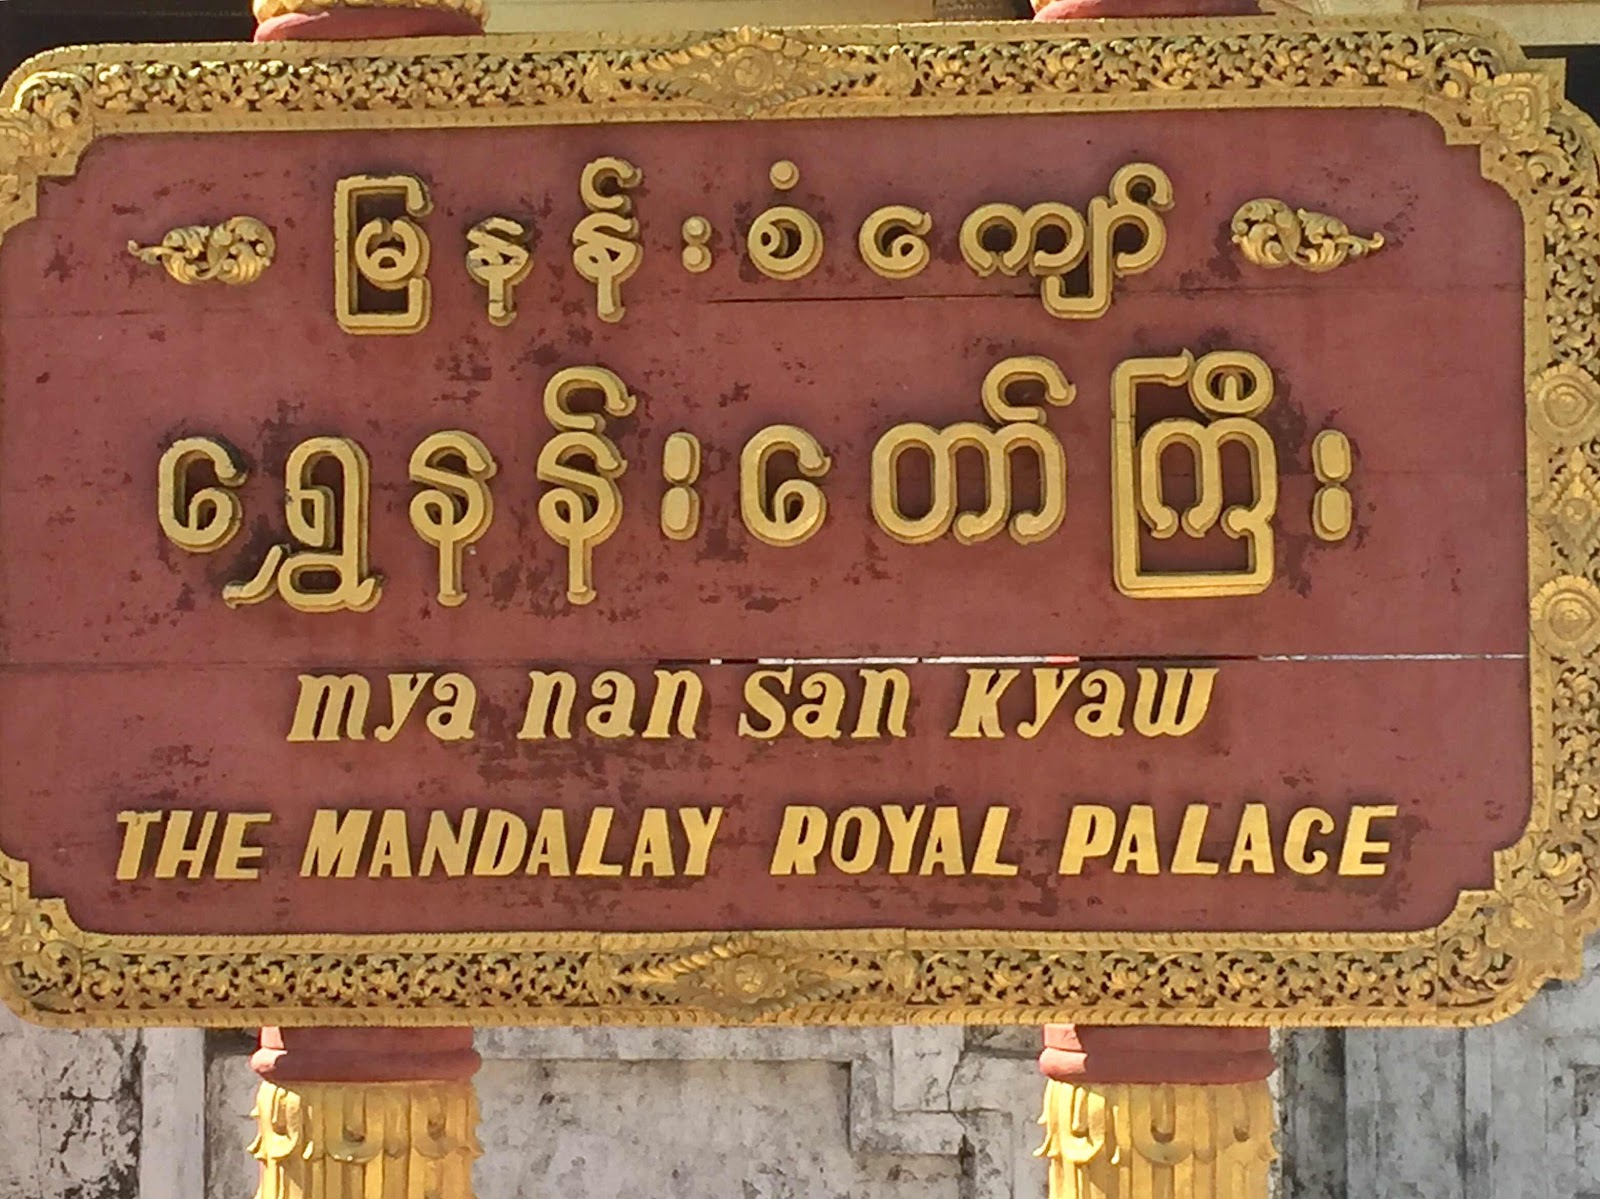 မြနန်းစံကျော်
ရွှေနန်းတော်ကြီး
mya nan san kyaw
THE MANDALAY ROYAL PALACE